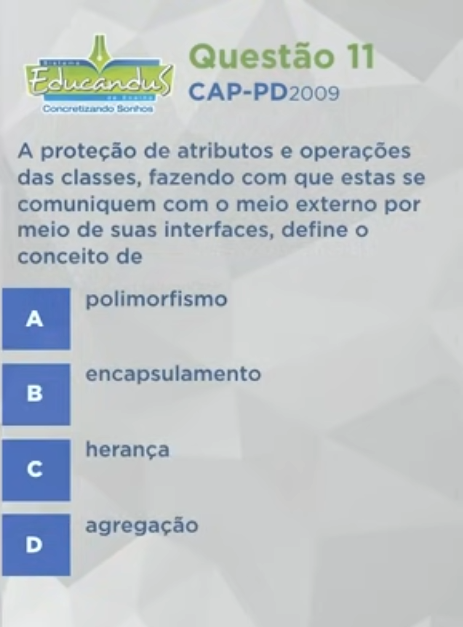 Sistema
EducanduS
de Ensino
Concretizando Sonhos
Questão 11
CAP-PD2009
A proteção de atributos e operações
das classes, fazendo com que estas se
comuniquem com o meio externo por
meio de suas interfaces, define o
conceito de
A
polimorfismo
B
encapsulamento
C
herança
D
agregação